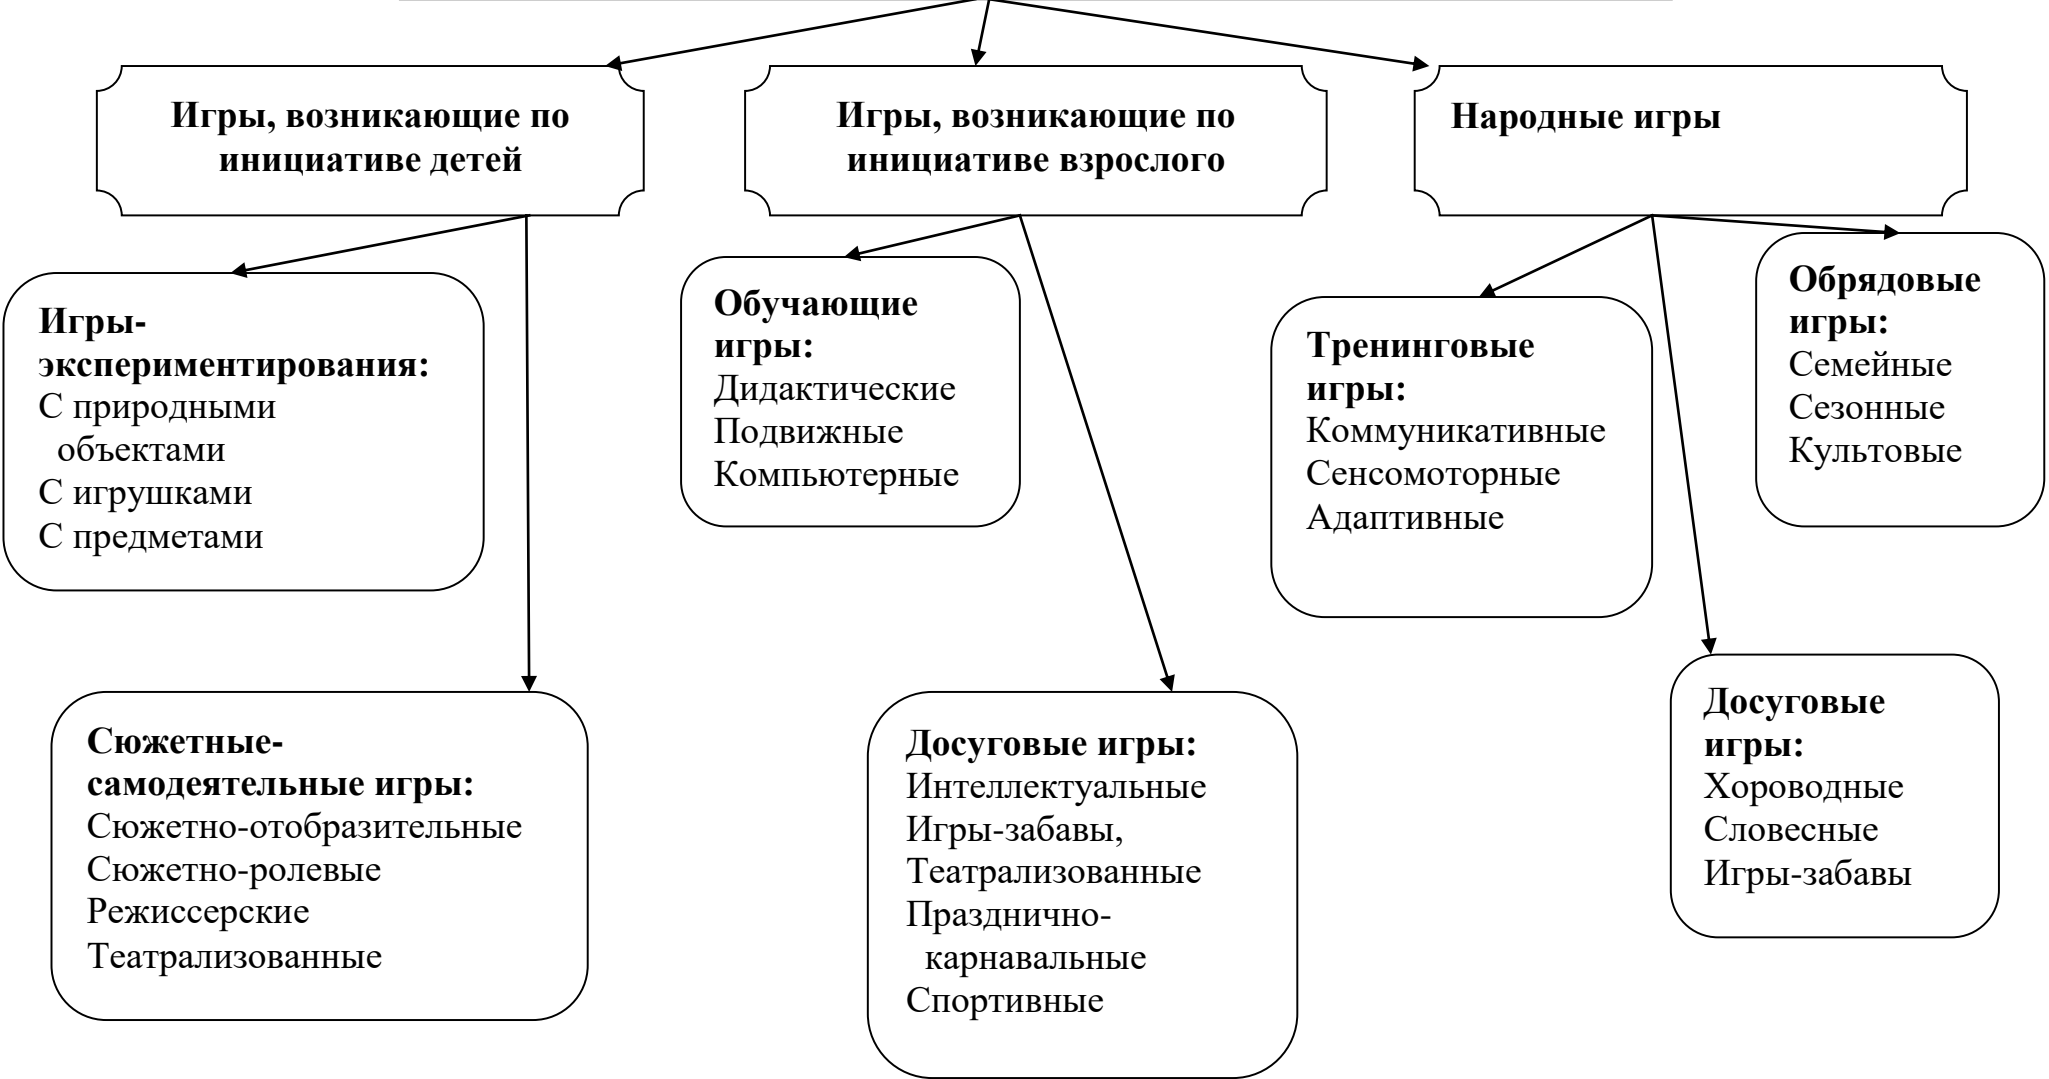 Игры, возникающие по
инициативе детей
Игры, возникающие по
инициативе взрослого
Народные игры
Игры-
экспериментирования:
С природными
объектами
С игрушками
С предметами
Обучающие
игры:
Дидактические
Подвижные
Компьютерные
Тренинговые
игры:
Коммуникативные
Сенсомоторные
Адаптивные
Обрядовые
игры:
Семейные
Сезонные
Культовые
Сюжетные-
самодеятельные игры:
Сюжетно-отобразительные
Сюжетно-ролевые
Режиссерские
Театрализованные
Досуговые игры:
Интеллектуальные
Игры-забавы,
Театрализованные
Празднично-
карнавальные
Спортивные
Досуговые
игры:
Хороводные
Словесные
Игры-забавы